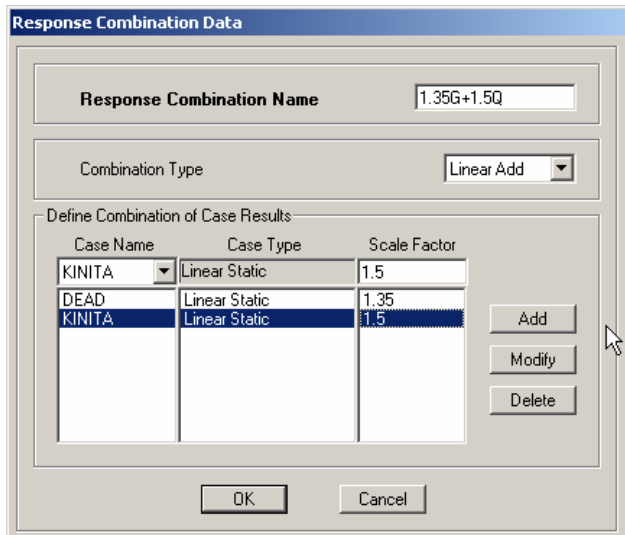 Response Combination Data
Response Combination Name 1.35G+1.5Q
Combination Type Linear Add
Define Combination of Case Results
Case Name Case Type Scale Factor
KINITA Linear Static 1.5
DEAD Linear Static 1.35
KINITA Linear Static 1.5
Add
Modify
Delete
OK Cancel